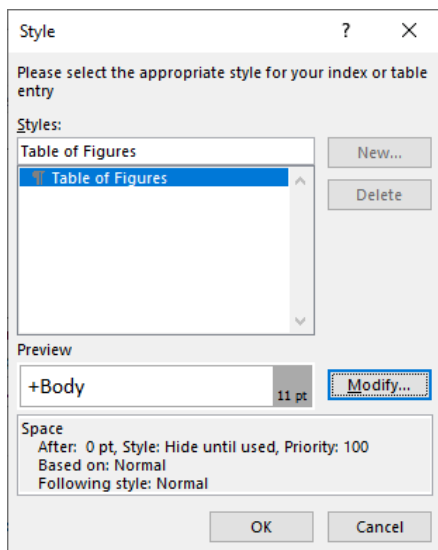 Style
?
Please select the appropriate style for your index or table
entry
Styles:
Table of Figures
New...
¶ Table of Figures
Delete
Preview
+Body
11 pt
Modify...
Space
After: 0 pt, Style: Hide until used, Priority: 100
Based on: Normal
Following style: Normal
OK
Cancel